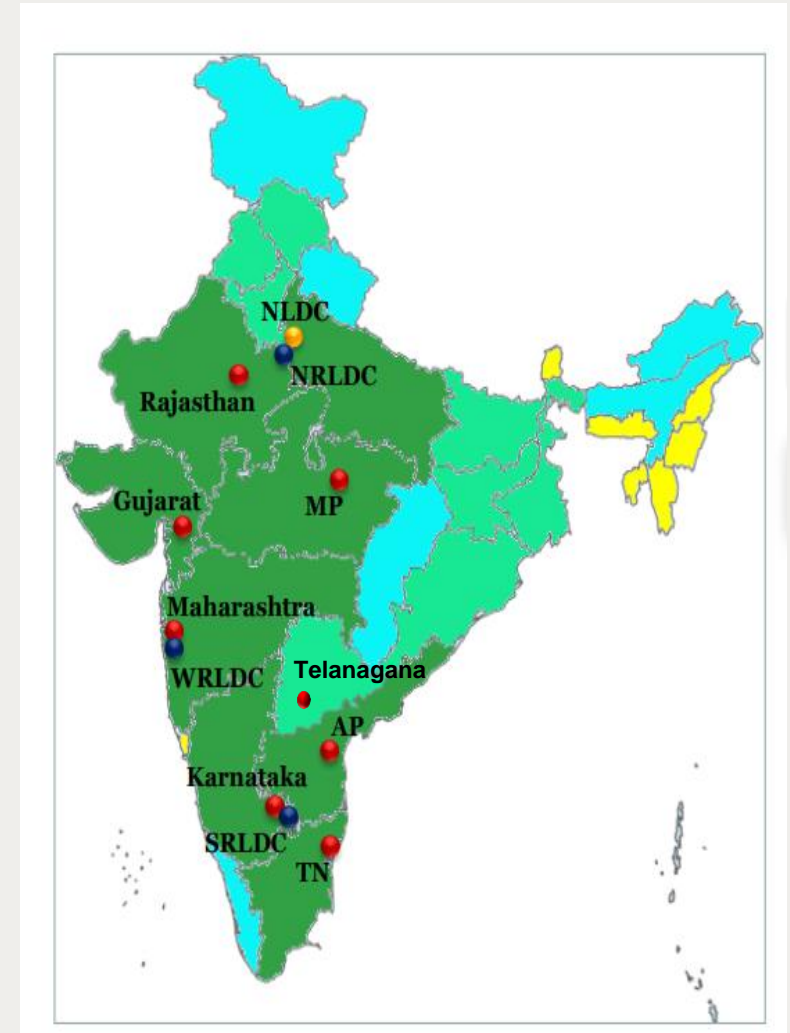 NLDC
NRLDC
Rajasthan
MP
Gujarat
Maharashtra
WRLDC
Telanagana
AP
Karnataka
SRLDC
TN